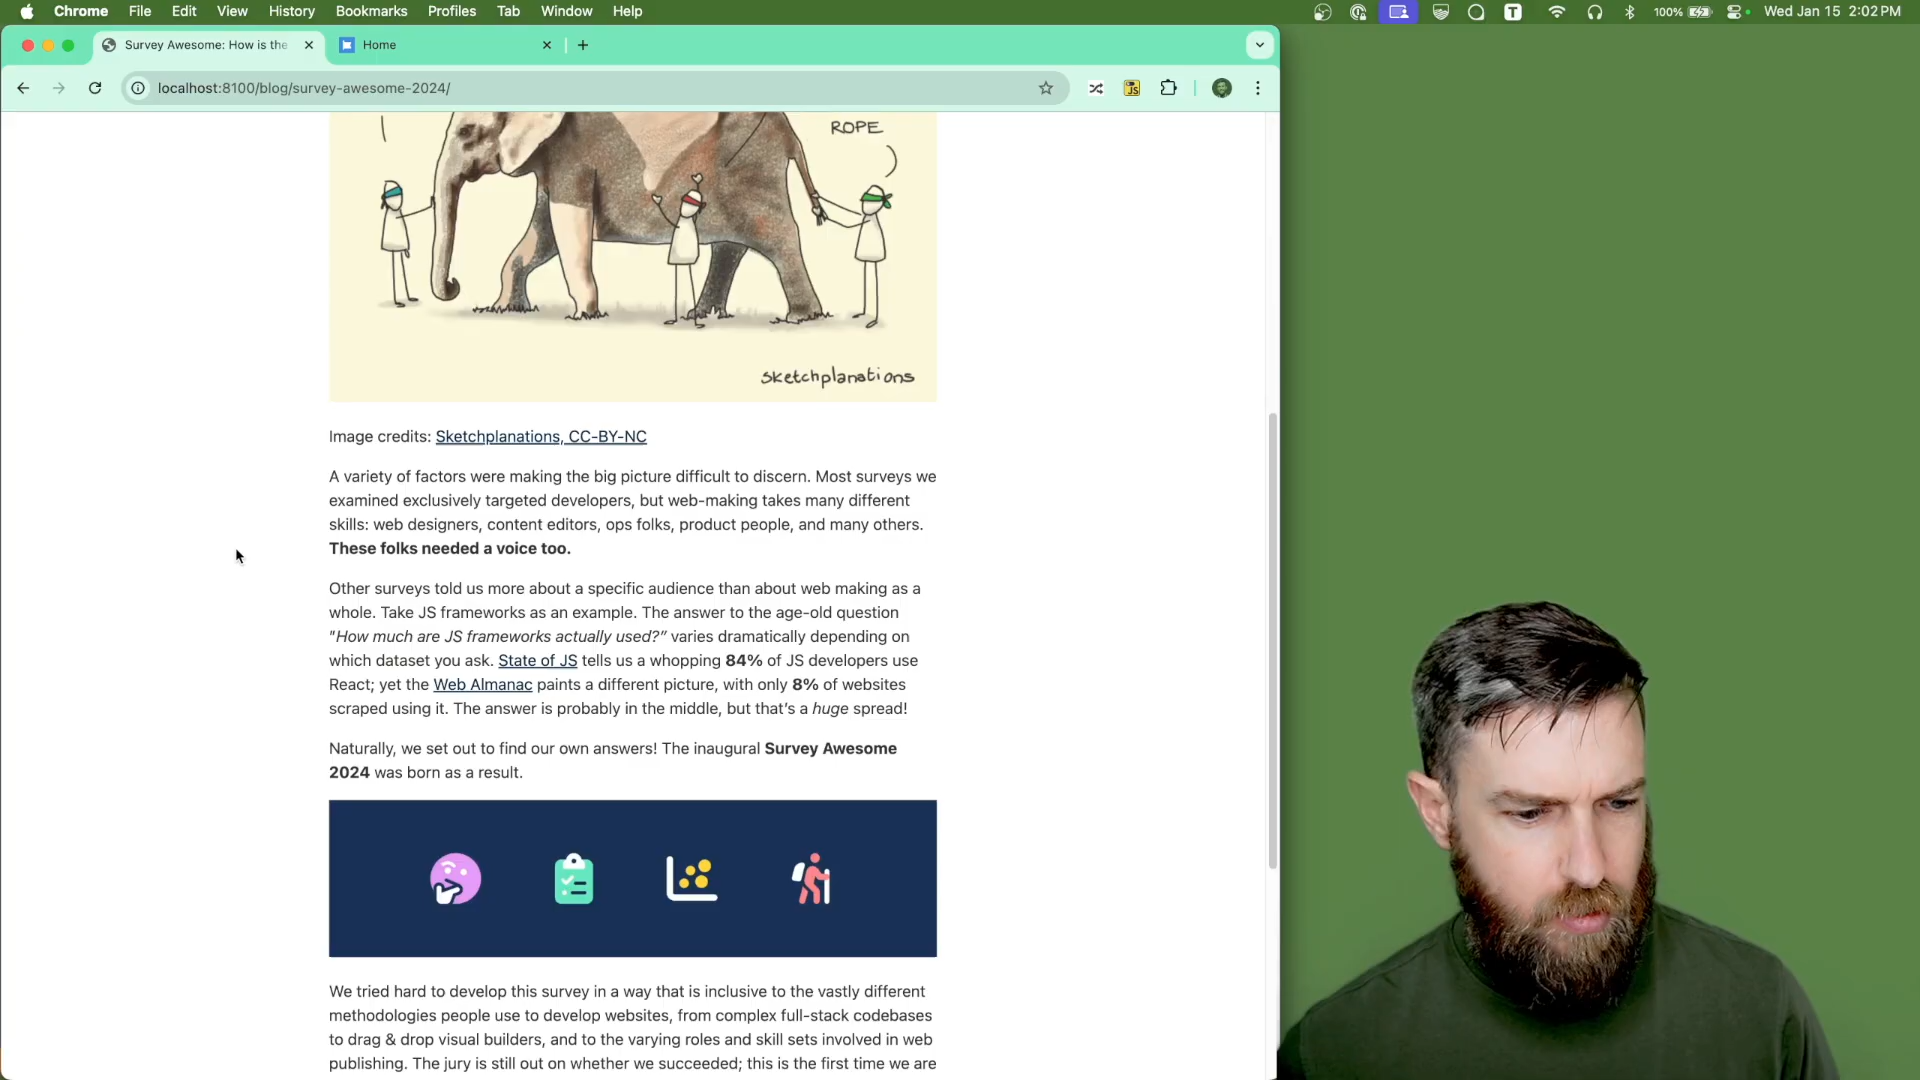 Chrome File Edit View History Bookmarks Profiles Tab Window Help
T
100%
Wed Jan 15 2:02 PM
Survey Awesome: How is the
Home
localhost:8100/blog/survey-awesome-2024/
JS
ROPE
sketchplanations
Image credits: Sketchplanations, CC-BY-NC
A variety of factors were making the big picture difficult to discern. Most surveys we
examined exclusively targeted developers, but web-making takes many different
skills: web designers, content editors, ops folks, product people, and many others.
These folks needed a voice too.
Other surveys told us more about a specific audience than about web making as a
whole. Take JS frameworks as an example. The answer to the age-old question
"How much are JS frameworks actually used?” varies dramatically depending on
which dataset you ask. State of JS tells us a whopping 84% of JS developers use
React; yet the Web Almanac paints a different picture, with only 8% of websites
scraped using it. The answer is probably in the middle, but that’s a huge spread!
Naturally, we set out to find our own answers! The inaugural Survey Awesome
2024 was born as a result.
We tried hard to develop this survey in a way that is inclusive to the vastly different
methodologies people use to develop websites, from complex full-stack codebases
to drag & drop visual builders, and to the varying roles and skill sets involved in web
publishing. The jury is still out on whether we succeeded; this is the first time we are